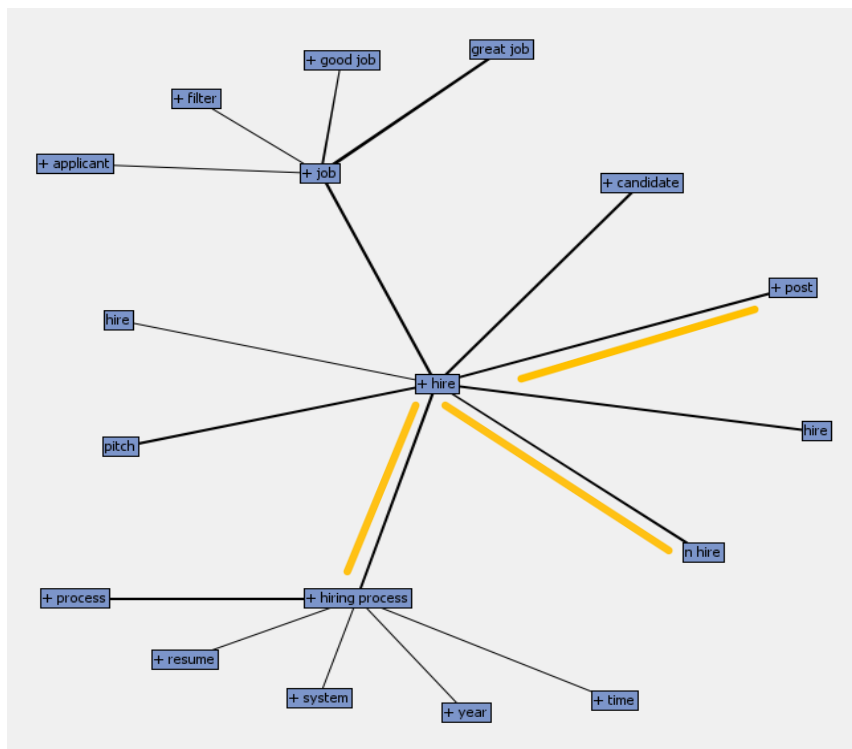 great job
+ good job
+ filter
+ applicant
+ job
+ candidate
+ post
hire
+ hire
hire
pitch
n hire
+ process
+ hiring process
+ resume
+ system
+ year
+ time